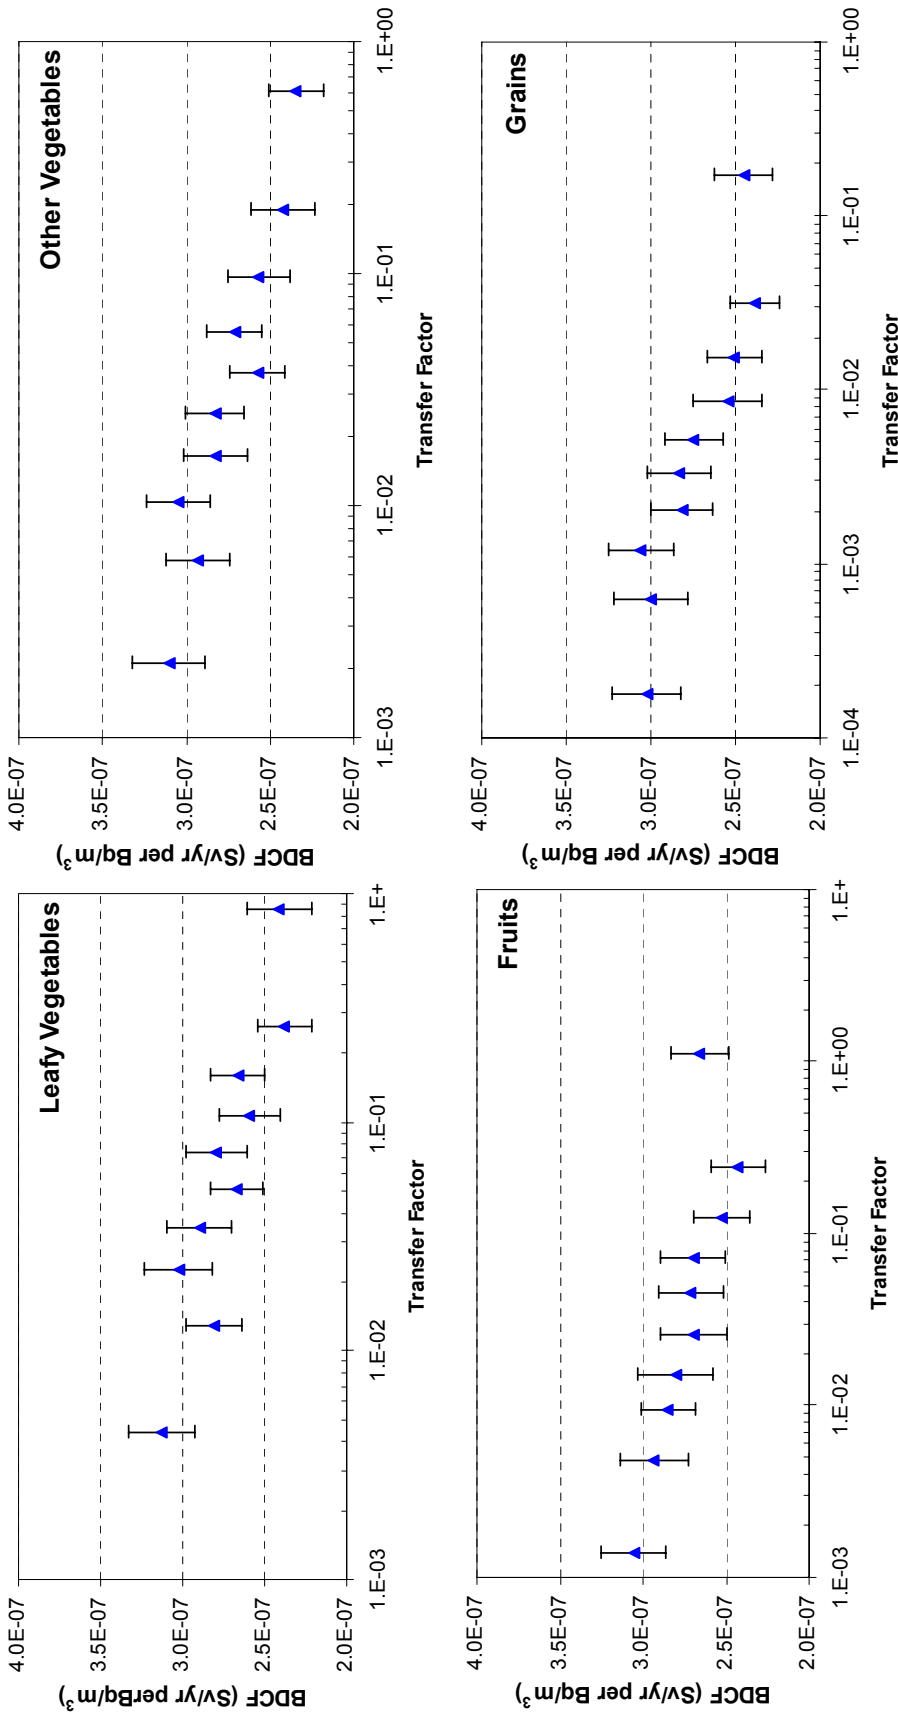 Leafy Vegetables
4.0E-07
3.5E-07
3.0E-07
2.5E-07
2.0E-07
BDCF (Sv/yr perBq/m³)
1.E-03
1.E-02
1.E-01
1.E+
Transfer Factor
Other Vegetables
4.0E-07
3.5E-07
3.0E-07
2.5E-07
2.0E-07
BDCF (Sv/yr per Bq/m³)
1.E-03
1.E-02
1.E-01
1.E+00
Transfer Factor
Fruits
4.0E-07
3.5E-07
3.0E-07
2.5E-07
2.0E-07
BDCF (Sv/yr per Bq/m³)
1.E-03
1.E-02
1.E-01
1.E+00
1.E+
Transfer Factor
Grains
4.0E-07
3.5E-07
3.0E-07
2.5E-07
2.0E-07
BDCF (Sv/yr per Bq/m³)
1.E-04
1.E-03
1.E-02
1.E-01
1.E+00
Transfer Factor